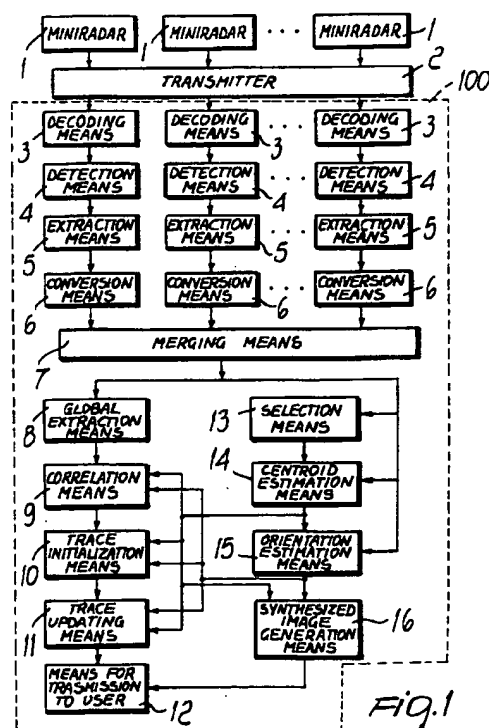 MINIRADAR MINIRADAR ... MINIRADAR 1
1 1
TRANSMITTER 2
100
DECODING MEANS DECODING MEANS ... DECODING MEANS
3 3 3
DETECTION MEANS DETECTION MEANS ... DETECTION MEANS
4 4 4
EXTRACTION MEANS EXTRACTION MEANS ... EXTRACTION MEANS
5 5 5
CONVERSION MEANS CONVERSION MEANS ... CONVERSION MEANS
6 6 6
MERGING MEANS
7
GLOBAL EXTRACTION MEANS
8
SELECTION MEANS
13
CORRELATION MEANS
9
CENTROID ESTIMATION MEANS
14
TRACE INITIALIZATION MEANS
10
ORIENTATION ESTIMATION MEANS
15
TRACE UPDATING MEANS
11
SYNTHESIZED IMAGE GENERATION MEANS
16
MEANS FOR TRASMISSION TO USER
12
Fig.1